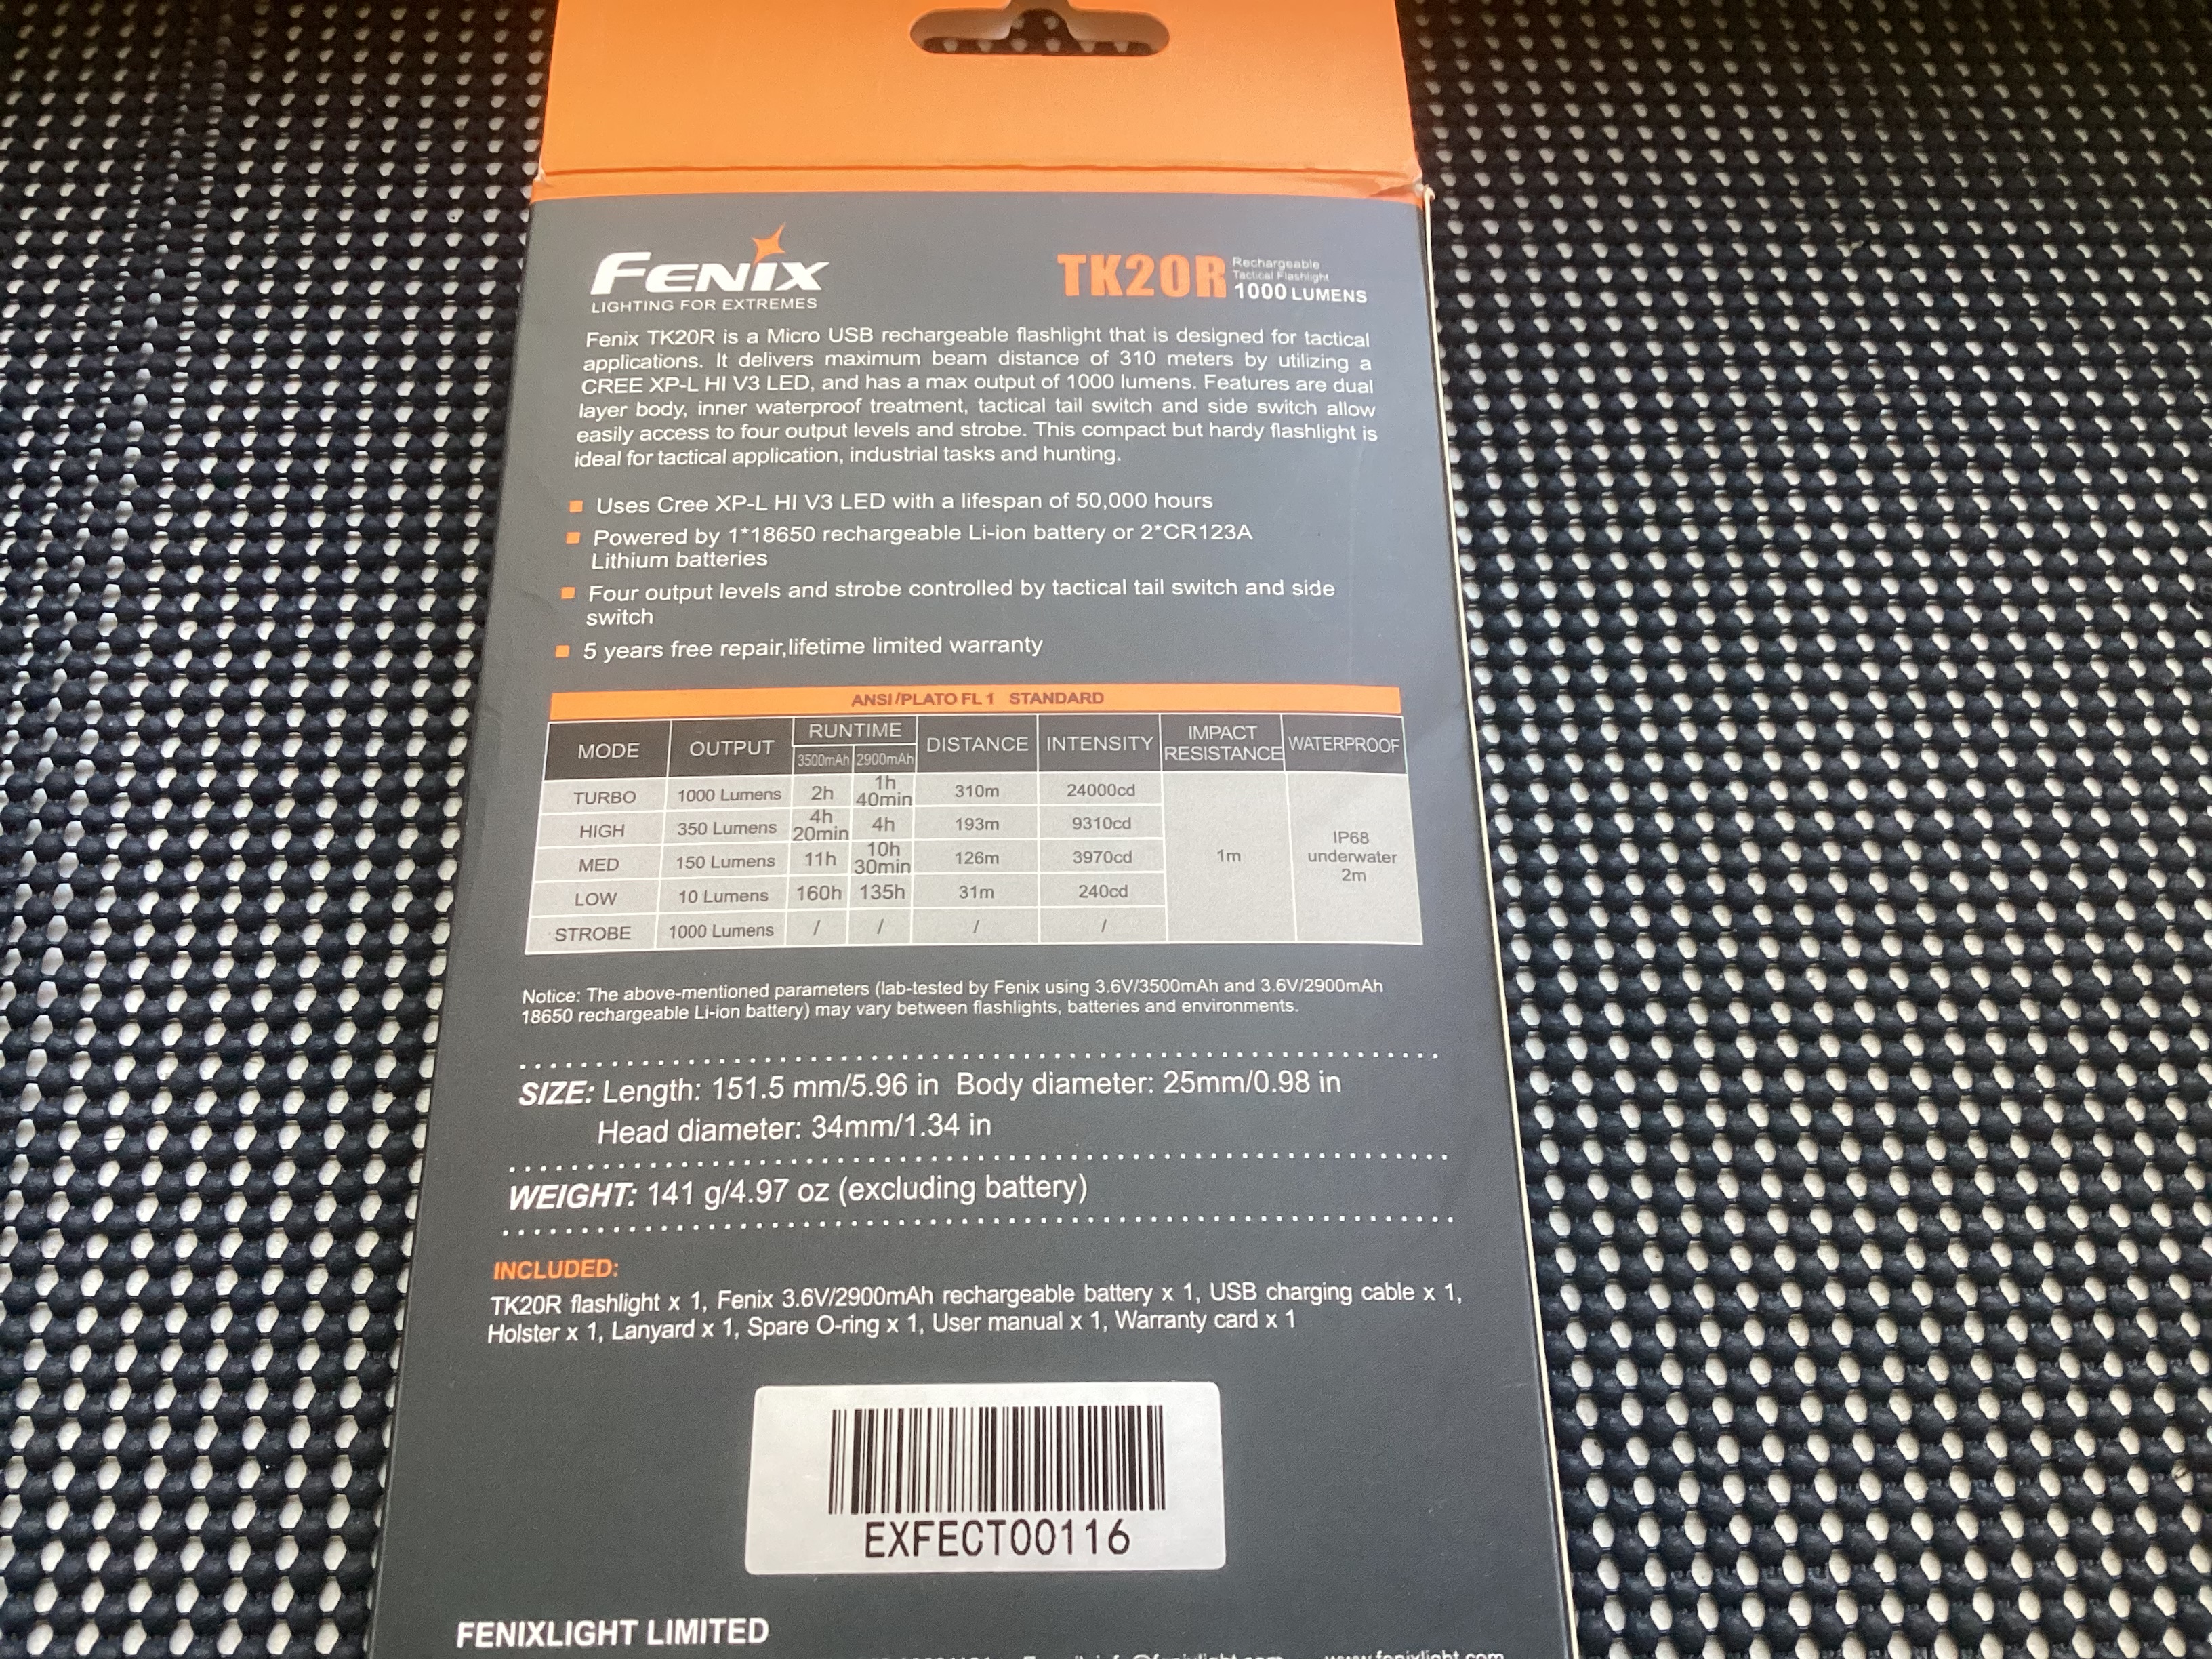 FENIX
LIGHTING FOR EXTREMES
TK20R
Rechargeable
Tactical Flashlight
1000 LUMENS
Fenix TK20R is a Micro USB rechargeable flashlight that is designed for tactical
applications. It delivers maximum beam distance of 310 meters by utilizing a
CREE XP-L HI V3 LED, and has a max output of 1000 lumens. Features are dual
layer body, inner waterproof treatment, tactical tail switch and side switch allow
easily access to four output levels and strobe. This compact but hardy flashlight is
ideal for tactical application, industrial tasks and hunting.
■ Uses Cree XP-L HI V3 LED with a lifespan of 50,000 hours
■ Powered by 1*18650 rechargeable Li-ion battery or 2*CR123A
Lithium batteries
■ Four output levels and strobe controlled by tactical tail switch and side
switch
■ 5 years free repair,lifetime limited warranty
ANSI/PLATO FL 1 STANDARD
MODE OUTPUT RUNTIME 3500mAh 2900mAh DISTANCE INTENSITY IMPACT RESISTANCE WATERPROOF
TURBO 1000 Lumens 2h 1h 40min 310m 24000cd
HIGH 350 Lumens 4h 20min 4h 193m 9310cd
MED 150 Lumens 11h 10h 30min 126m 3970cd
LOW 10 Lumens 160h 135h 31m 240cd
STROBE 1000 Lumens / / / /
1m
IP68
underwater
2m
Notice: The above-mentioned parameters (lab-tested by Fenix using 3.6V/3500mAh and 3.6V/2900mAh
18650 rechargeable Li-ion battery) may vary between flashlights, batteries and environments.
SIZE: Length: 151.5 mm/5.96 in Body diameter: 25mm/0.98 in
Head diameter: 34mm/1.34 in
WEIGHT: 141 g/4.97 oz (excluding battery)
INCLUDED:
TK20R flashlight x 1, Fenix 3.6V/2900mAh rechargeable battery x 1, USB charging cable x 1,
Holster x 1, Lanyard x 1, Spare O-ring x 1, User manual x 1, Warranty card x 1
EXFECT00116
FENIXLIGHT LIMITED
www.fenixlight.com